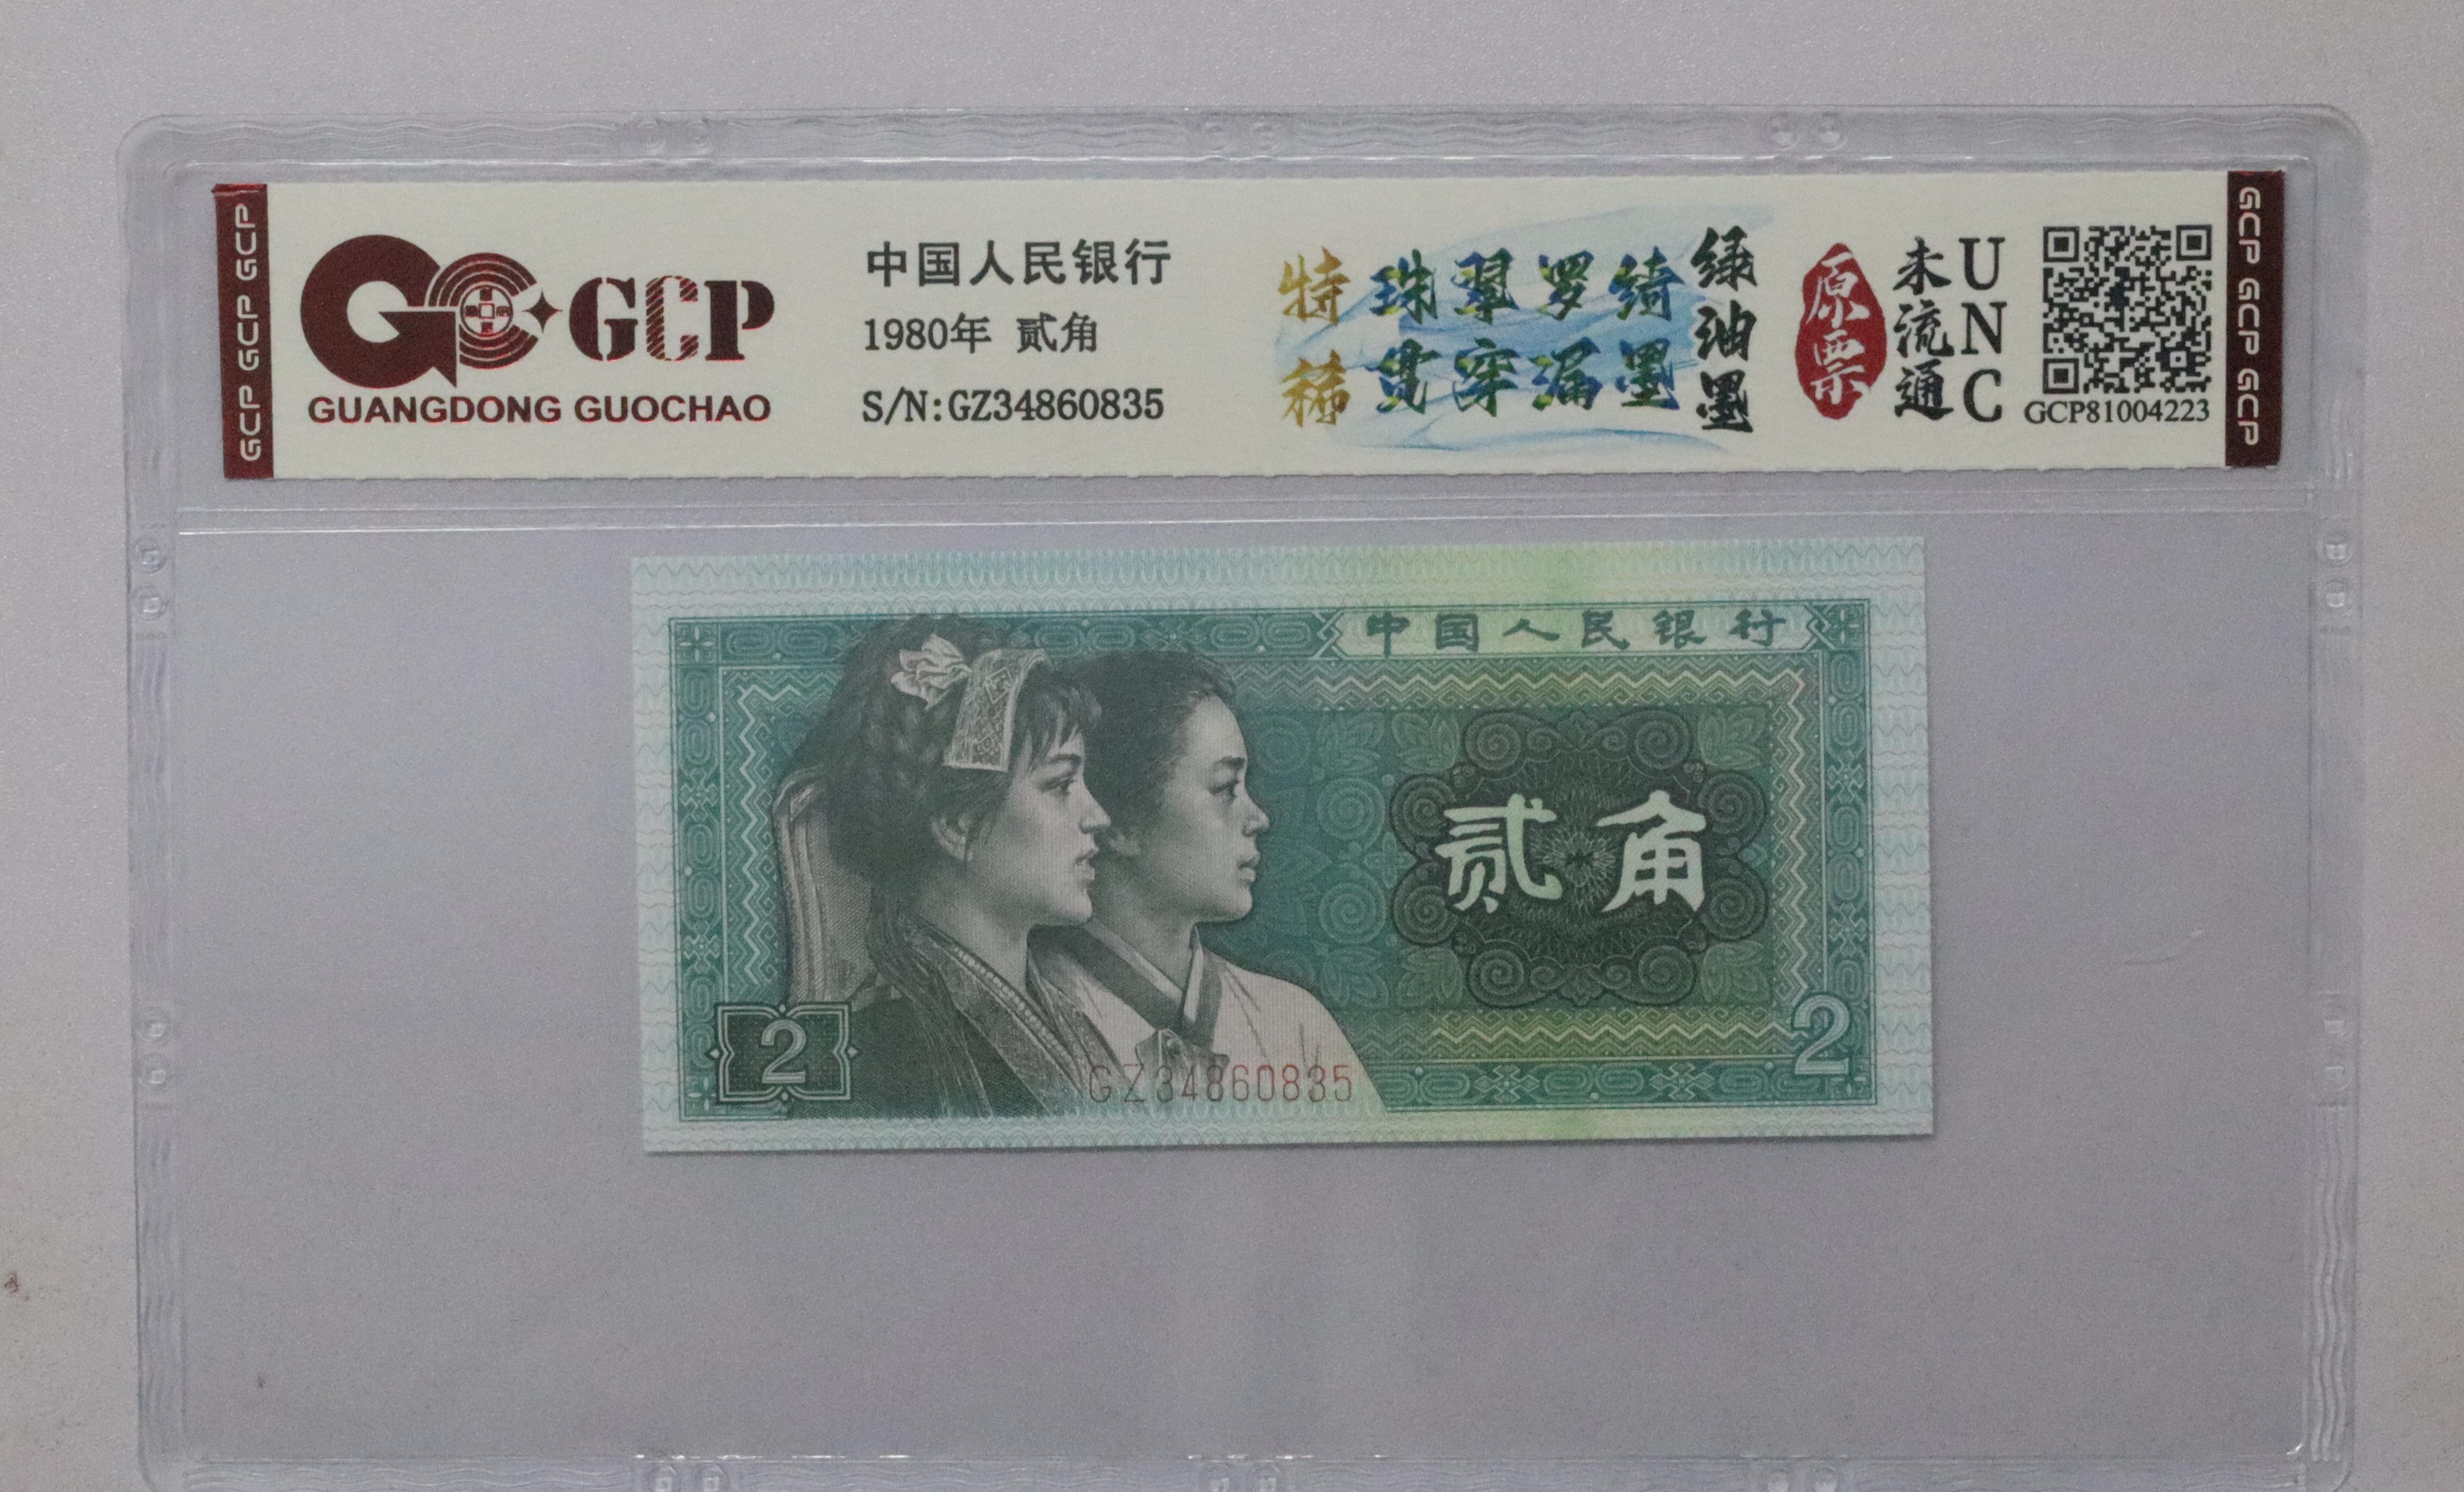 GCP GCP GCP
GCP
GUANGDONG GUOCHAO
中国人民银行
1980年 贰角
S/N:GZ34860835
特稀
珠翠罗绮
贯穿漏墨
绿油墨
原票
未流通
UNC
GCP81004223
GCP GCP GCP
中国人民银行
贰角
2
GZ34860835
2